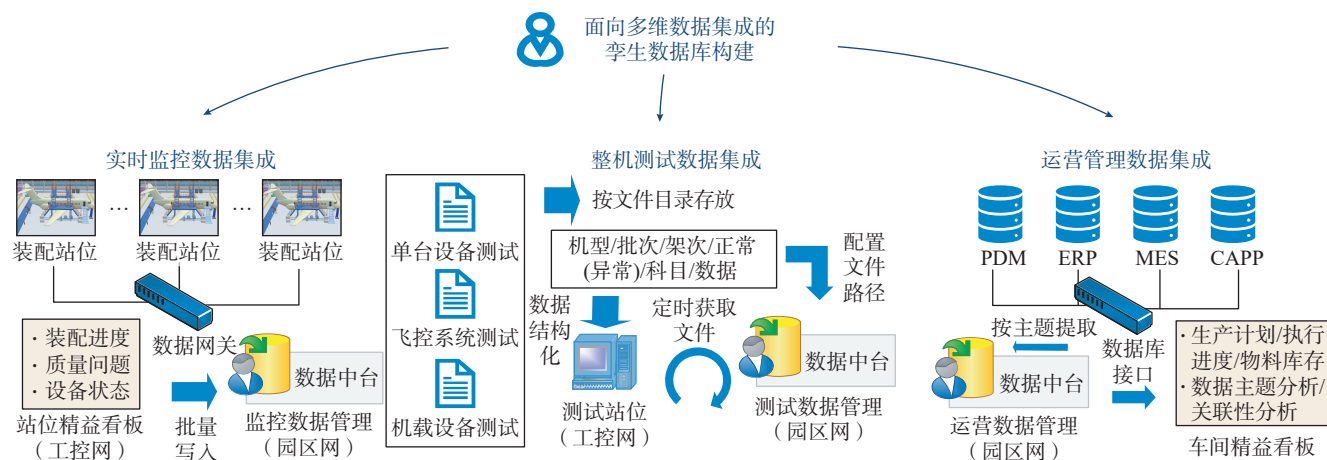 面向多维数据集成的
孪生数据库构建
实时监控数据集成
…
…
装配站位
装配站位
装配站位
数据网关
· 装配进度
· 质量问题
· 设备状态
站位精益看板
(工控网)
批量
写入
数据中台
监控数据管理
(园区网)
整机测试数据集成
单台设备测试
飞控系统测试
机载设备测试
按文件目录存放
机型/批次/架次/正常
(异常)/科目/数据
配置
文件
路径
数据
结构
化
定时获取
文件
测试站位
(工控网)
数据中台
测试数据管理
(园区网)
运营管理数据集成
PDM
ERP
MES
CAPP
按主题提取
数据中台
运营数据管理
(园区网)
数据库
接口
· 生产计划/执行
进度/物料库存
· 数据主题分析/
关联性分析
车间精益看板